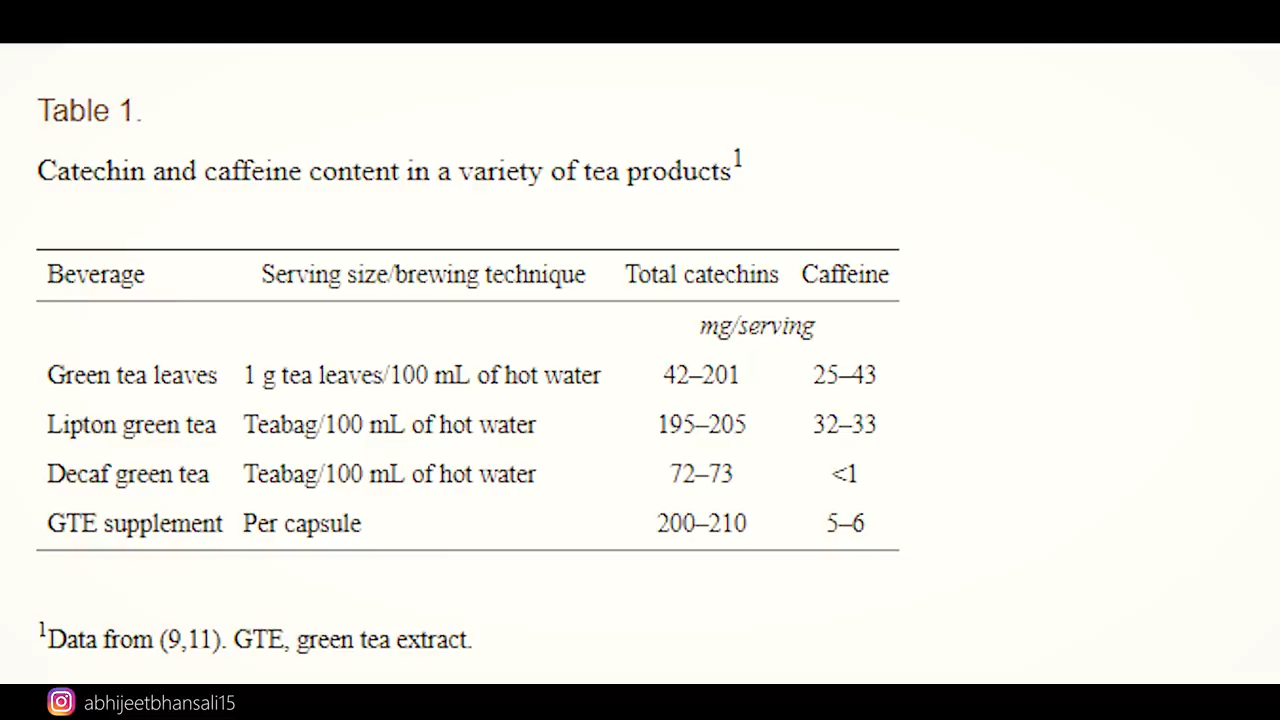 Table 1.
Catechin and caffeine content in a variety of tea products1
Beverage Serving size/brewing technique Total catechins Caffeine
mg/serving
Green tea leaves 1 g tea leaves/100 mL of hot water 42–201 25–43
Lipton green tea Teabag/100 mL of hot water 195–205 32–33
Decaf green tea Teabag/100 mL of hot water 72–73 <1
GTE supplement Per capsule 200–210 5–6
1Data from (9,11). GTE, green tea extract.
abhijeetbhansali15